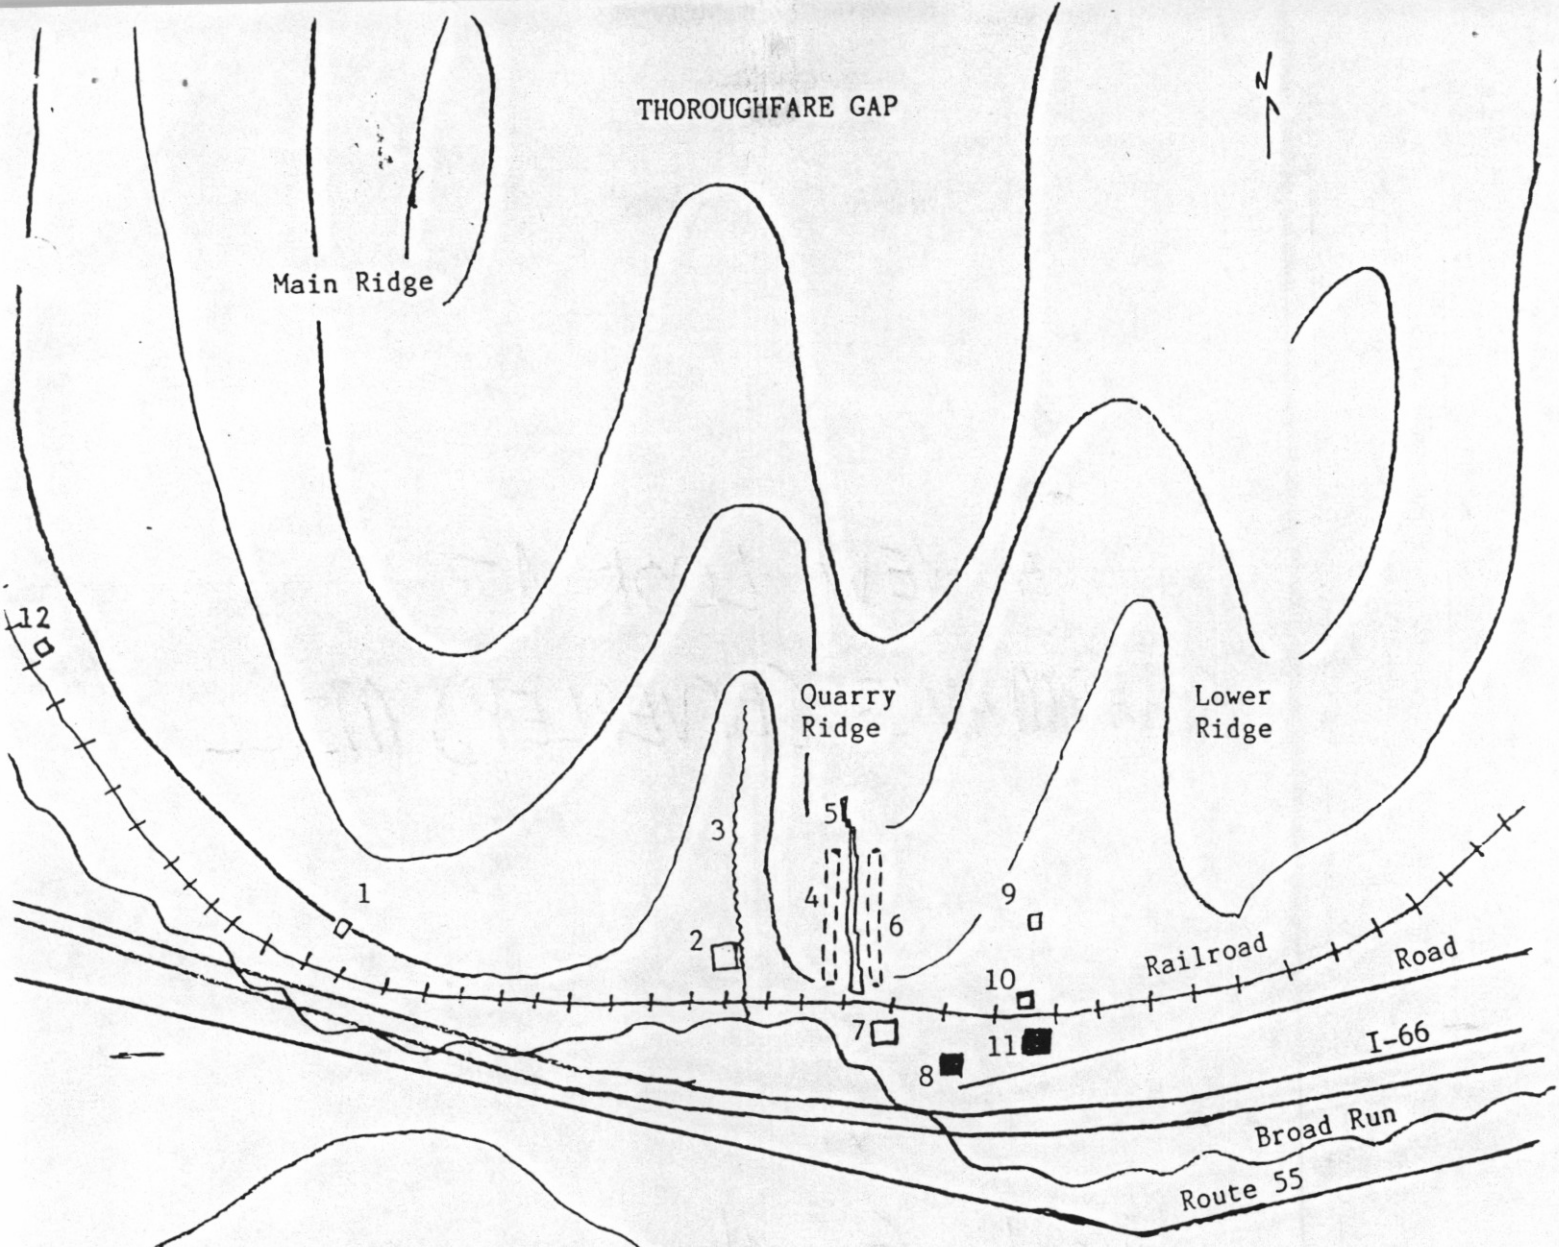 THOROUGHFARE GAP
N
Main Ridge
12
Quarry
Ridge
Lower
Ridge
5
3
1
4
9
6
2
Railroad
Road
10
7
11
I-66
8
Broad Run
Route 55